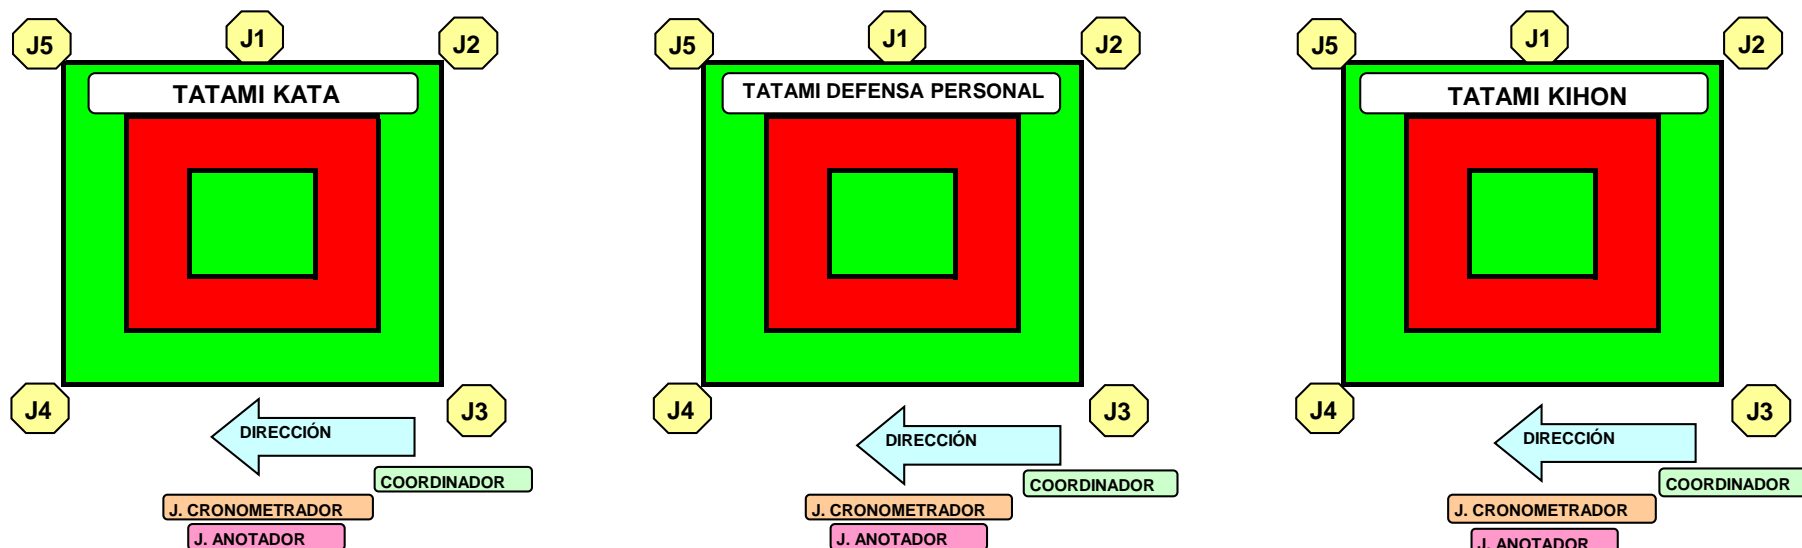 J5
J1
J2
TATAMI KATA
J4
J3
DIRECCIÓN
COORDINADOR
J. CRONOMETRADOR
J. ANOTADOR
J5
J1
J2
TATAMI DEFENSA PERSONAL
J4
J3
DIRECCIÓN
COORDINADOR
J. CRONOMETRADOR
J. ANOTADOR
J5
J1
J2
TATAMI KIHON
J4
J3
DIRECCIÓN
COORDINADOR
J. CRONOMETRADOR
J. ANOTADOR